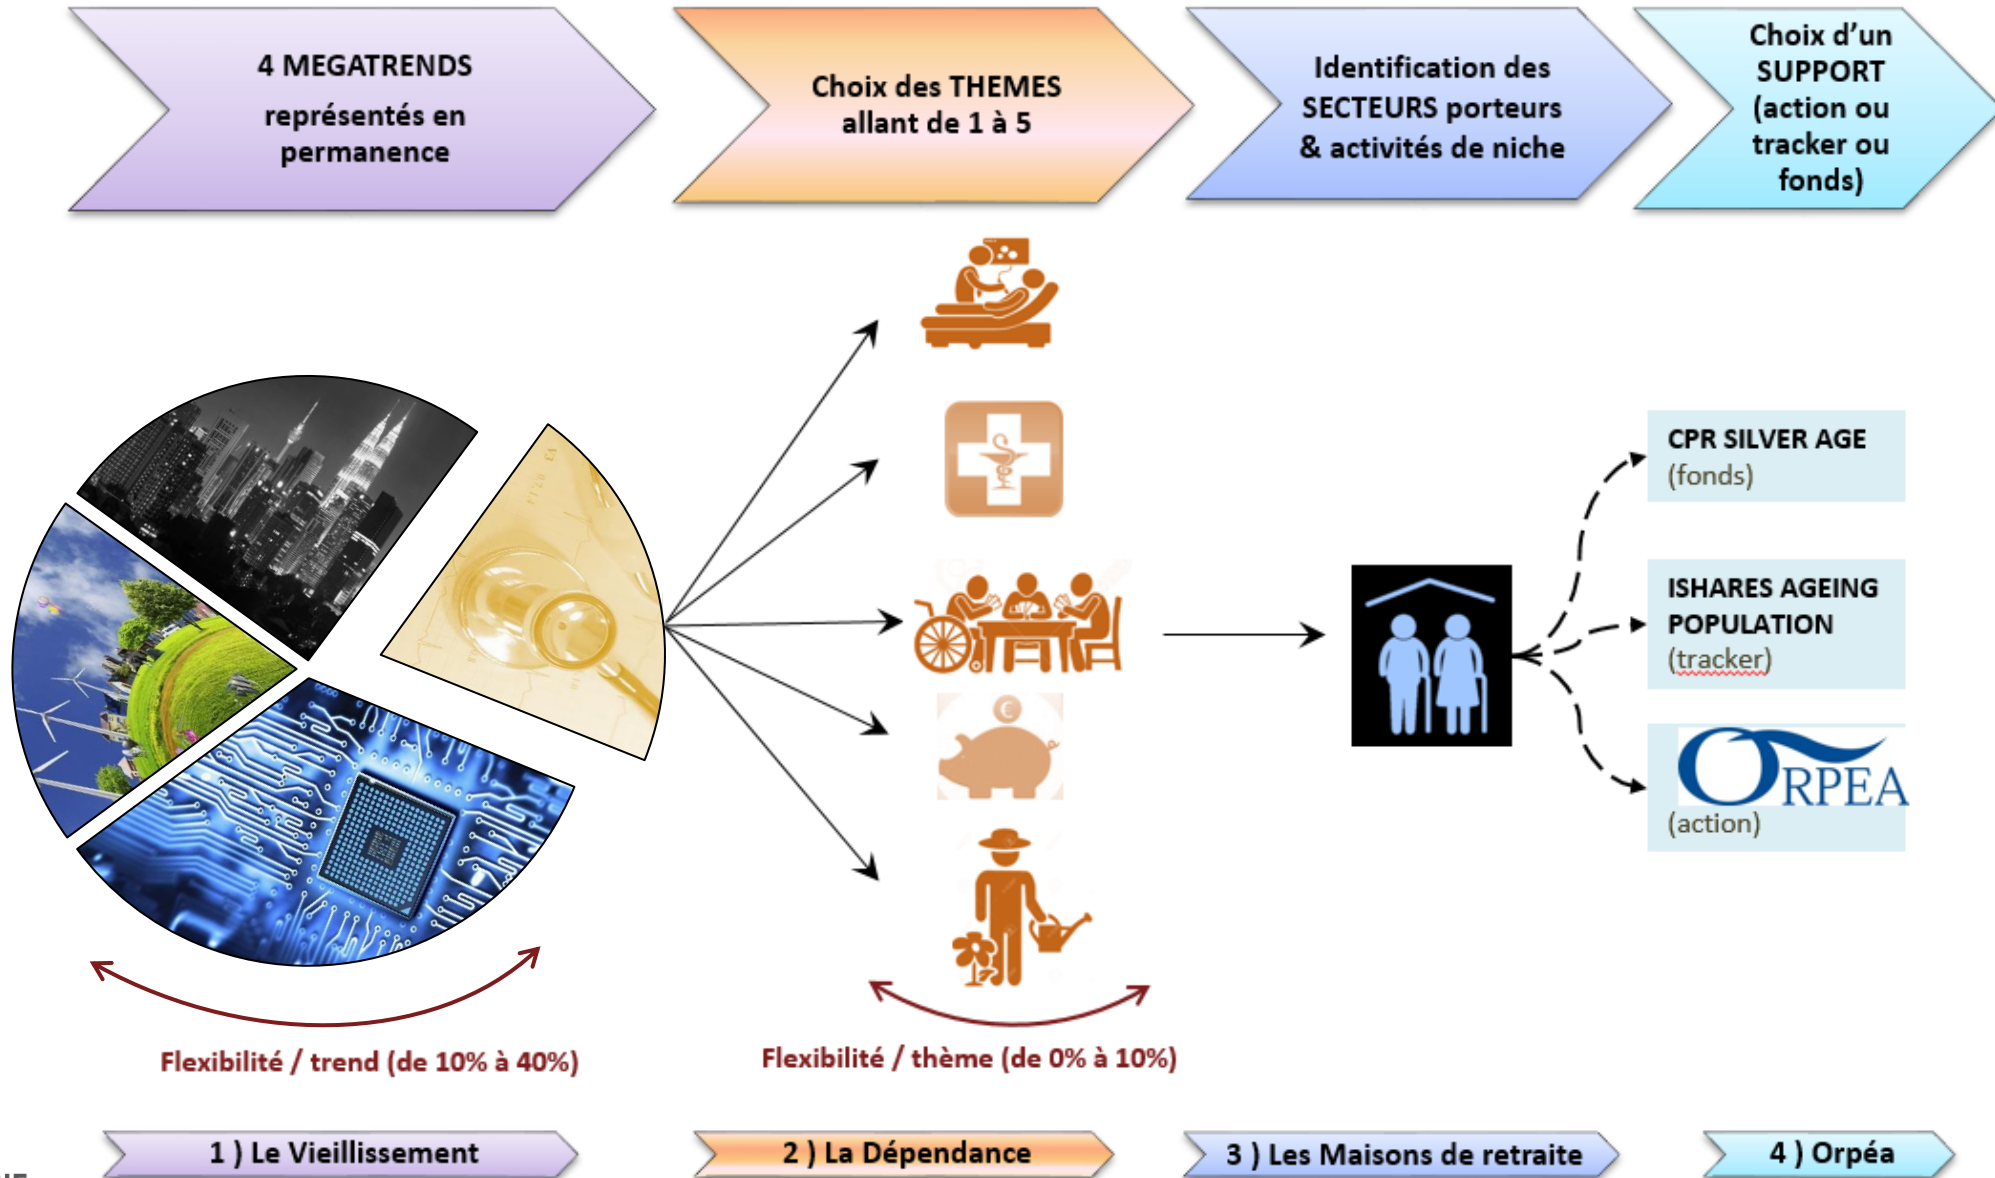 4 MEGATRENDS
représentés en
permanence
Choix des THEMES
allant de 1 à 5
Identification des
SECTEURS porteurs
& activités de niche
Choix d'un
SUPPORT
(action ou
tracker ou
fonds)
CPR SILVER AGE
(fonds)
ISHARES AGEING
POPULATION
(tracker)
ORPEA
(action)
Flexibilité / trend (de 10% à 40%)
Flexibilité / thème (de 0% à 10%)
1 ) Le Vieillissement
2 ) La Dépendance
3 ) Les Maisons de retraite
4 ) Orpéa